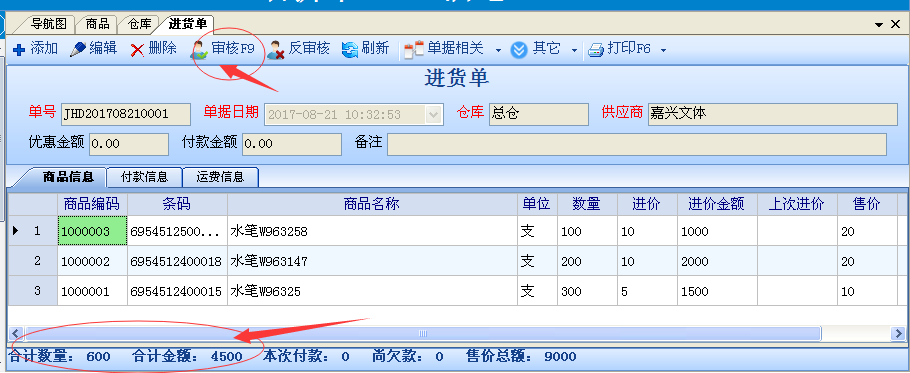 导航图 商品 仓库 进货单
添加 编辑 删除 审核F9 反审核 刷新 单据相关 其它 打印F6
进货单
单号 JHD201708210001 单据日期 2017-08-21 10:32:53 仓库 总仓 供应商 嘉兴文体
优惠金额 0.00 付款金额 0.00 备注
商品信息 付款信息 运费信息
商品编码 条码 商品名称 单位 数量 进价 进价金额 上次进价 售价
1 1000003 6954512500... 水笔W963258 支 100 10 1000 20
2 1000002 6954512400018 水笔W963147 支 200 10 2000 20
3 1000001 6954512400015 水笔W96325 支 300 5 1500 10
合计数量: 600 合计金额: 4500 本次付款: 0 尚欠款: 0 售价总额: 9000